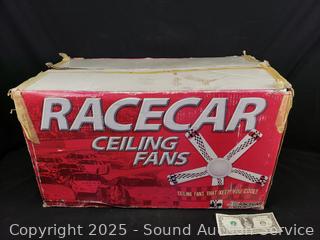 RACECAR
CEILING
FANS
CEILING FANS THAT KEEP YOU COOL!
Copyright 2025 - Sound Auction Service